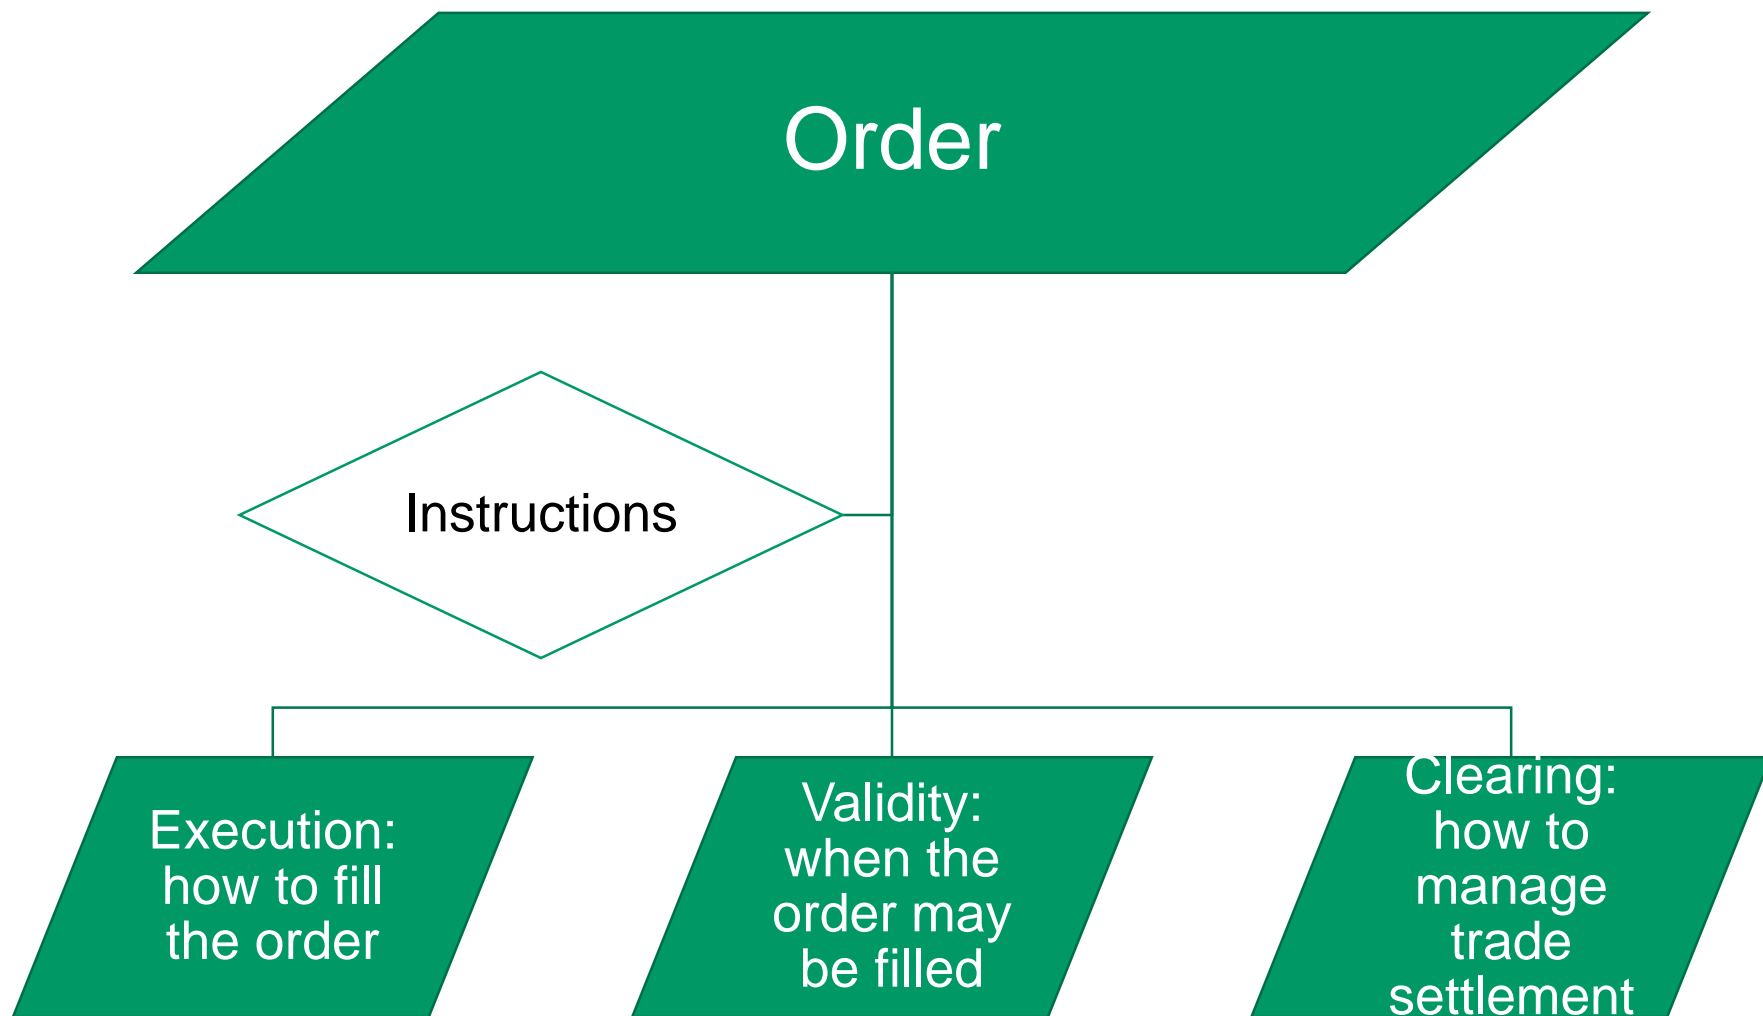 Order
Instructions
Execution:
how to fill
the order
Validity:
when the
order may
be filled
Clearing:
how to
manage
trade
settlement